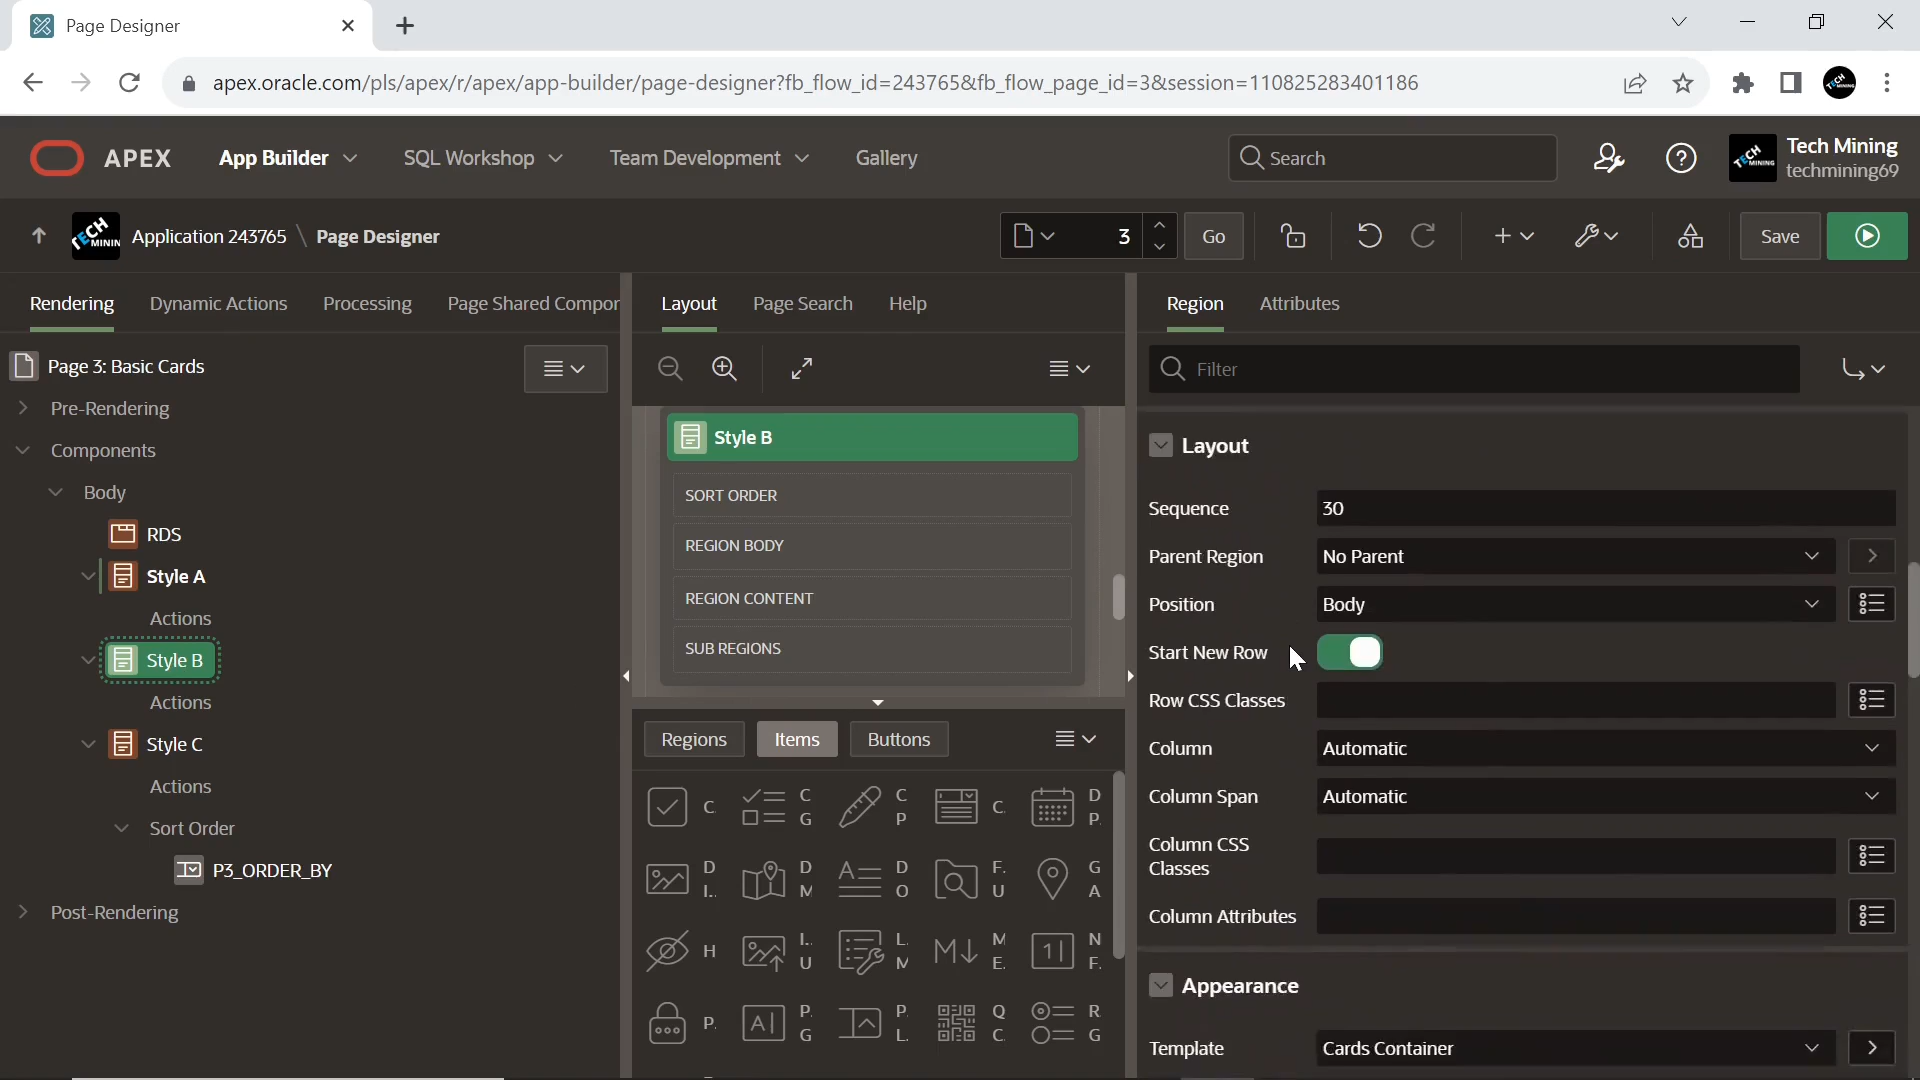 Page Designer
apex.oracle.com/pls/apex/r/apex/app-builder/page-designer?fb_flow_id=243765&fb_flow_page_id=3&session=110825283401186
APEX
App Builder
SQL Workshop
Team Development
Gallery
Search
TECH MINING
Tech Mining
techmining69
TECH MININ
Application 243765 \ Page Designer
3
Go
Save
Rendering
Dynamic Actions
Processing
Page Shared Compor
Layout
Page Search
Help
Region
Attributes
Page 3: Basic Cards
Pre-Rendering
Components
Body
RDS
Style A
Actions
Style B
Actions
Style C
Actions
Sort Order
P3_ORDER_BY
Post-Rendering
Style B
SORT ORDER
REGION BODY
REGION CONTENT
SUB REGIONS
Regions
Items
Buttons
C. C G C P C. D P.
D I.. D M D O F. U G A
H I.. U L. M M E. N F.
P. P. G P. L. Q C. R G
Filter
Layout
Sequence
30
Parent Region
No Parent
Position
Body
Start New Row
Row CSS Classes
Column
Automatic
Column Span
Automatic
Column CSS
Classes
Column Attributes
Appearance
Template
Cards Container